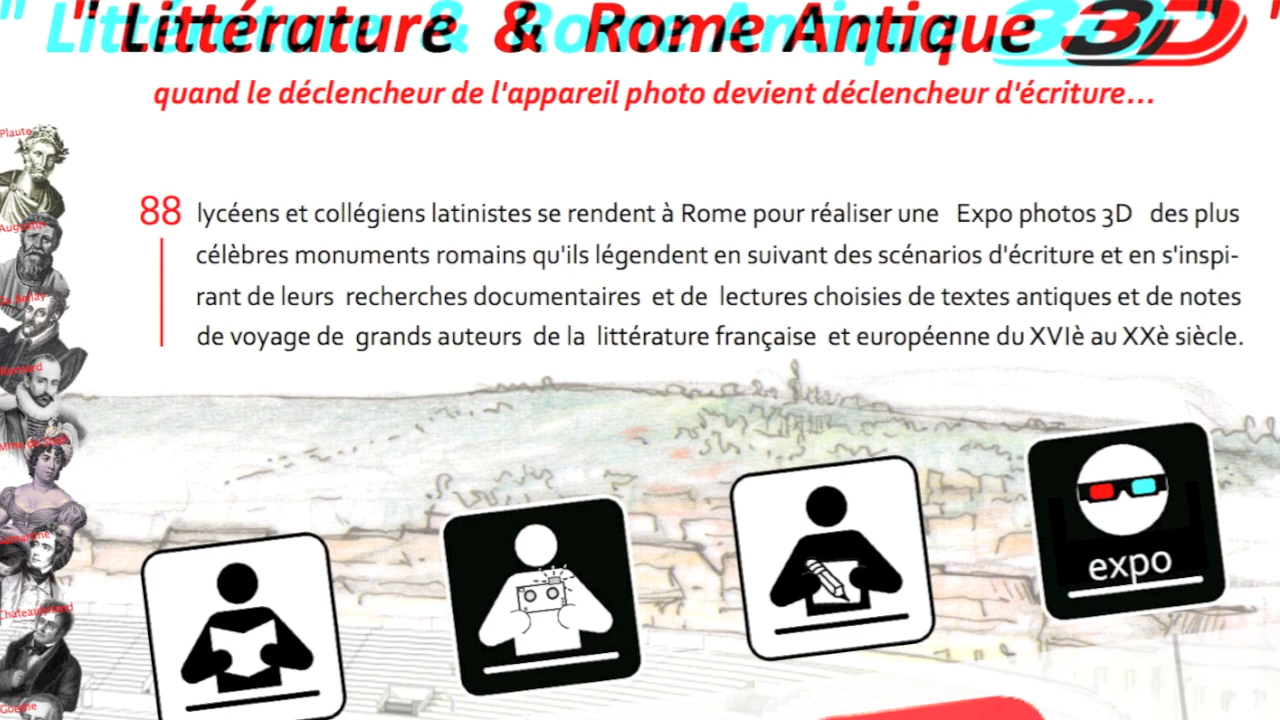 " Littérature & Rome Antique 3D "
quand le déclencheur de l'appareil photo devient déclencheur d'écriture...
88 lycéens et collégiens latinistes se rendent à Rome pour réaliser une Expo photos 3D des plus
célèbres monuments romains qu'ils légendent en suivant des scénarios d'écriture et en s'inspi-
rant de leurs recherches documentaires et de lectures choisies de textes antiques et de notes
de voyage de grands auteurs de la littérature française et européenne du XVIè au XXè siècle.
Plaute
Augustin
Du Bellay
Ronsard
Mme de Staël
Lamartine
Chateaubriand
Goethe
expo